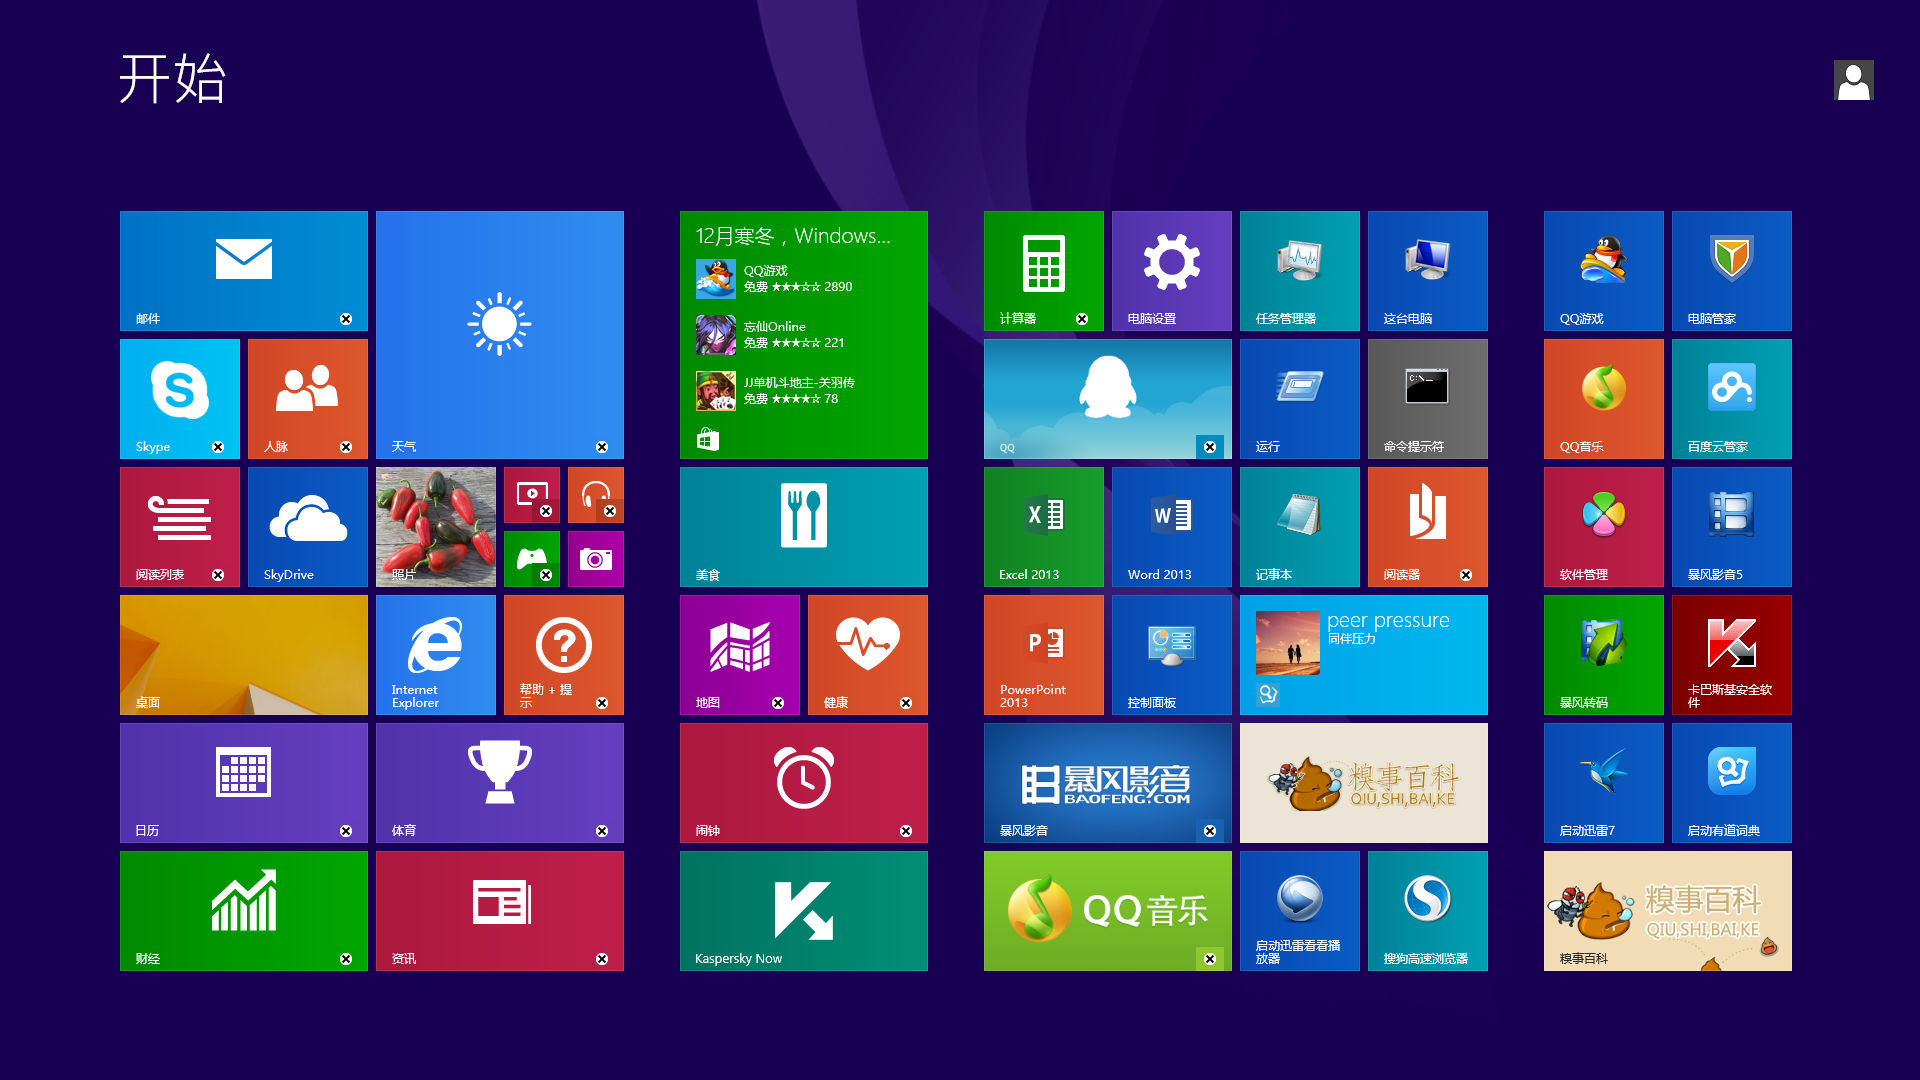 开始
邮件
Skype
人脉
天气
阅读列表
SkyDrive
照片
桌面
Internet
Explorer
帮助 + 提
示
日历
体育
财经
资讯
12月寒冬，Windows...
QQ游戏
免费 ★★★☆☆ 2890
忘仙Online
免费 ★★★☆☆ 221
JJ单机斗地主-关羽传
免费 ★★★★☆ 78
美食
地图
健康
闹钟
Kaspersky Now
计算器
电脑设置
任务管理器
这台电脑
QQ
运行
C:\_
命令提示符
Excel 2013
Word 2013
记事本
阅读器
PowerPoint
2013
控制面板
peer pressure
同伴压力
暴风影音
BAOFENG.COM
暴风影音
糗事百科
QIU,SHI,BAI,KE
QQ音乐
启动迅雷看看播
放器
搜狗高速浏览器
QQ游戏
电脑管家
QQ音乐
百度云管家
软件管理
暴风影音5
暴风转码
卡巴斯基安全软
件
启动迅雷7
启动有道词典
糗事百科
QIU,SHI,BAI,KE
糗事百科